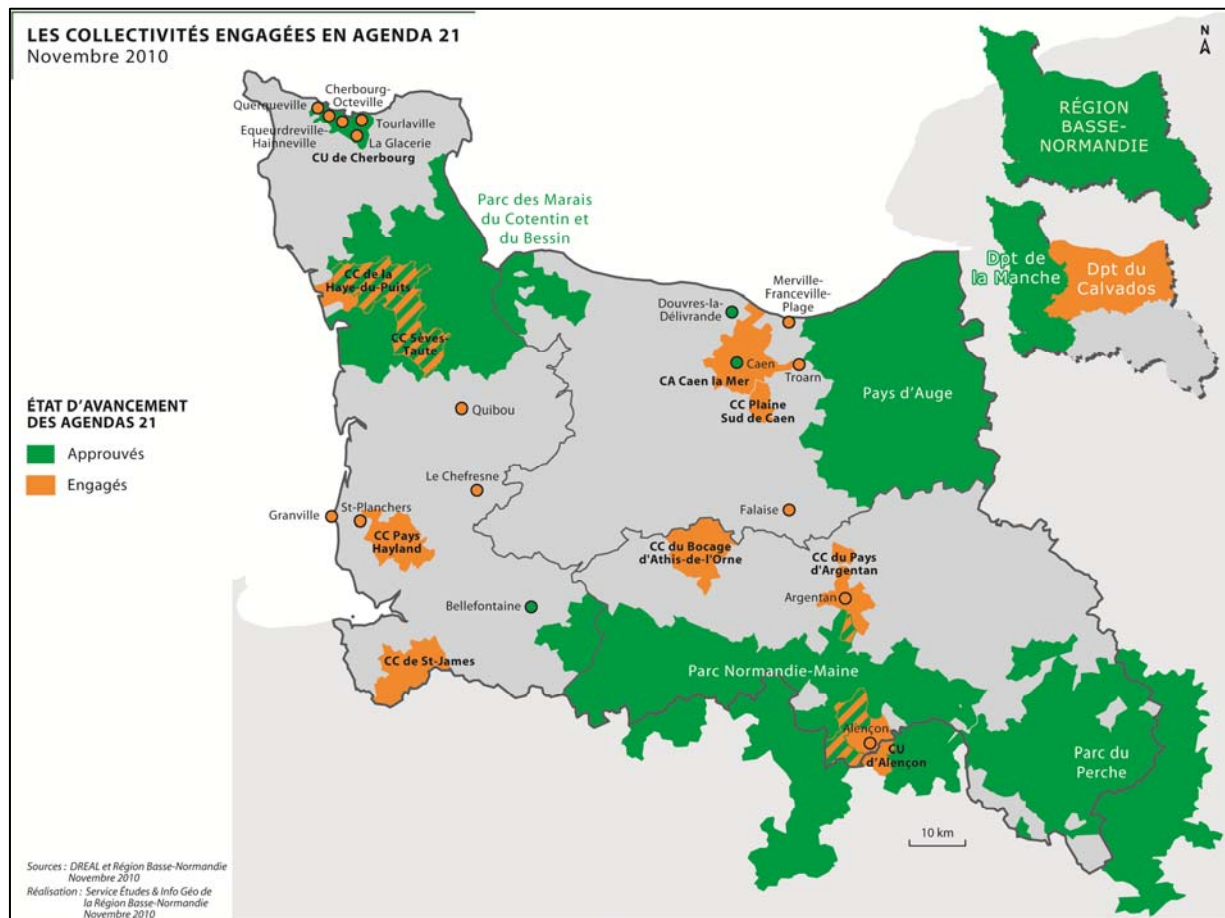 LES COLLECTIVITÉS ENGAGÉES EN AGENDA 21
Novembre 2010
N
RÉGION
BASSE-
NORMANDIE
Dpt de
la Manche
Dpt du
Calvados
Querqueville
Cherbourg-
Octeville
Equeurdreville-
Hainneville
Tourlaville
La Glacerie
CU de Cherbourg
Parc des Marais
du Cotentin et
du Bessin
CC de la
Haye-du-Puits
CC Sèves-
Taute
Douvres-la-
Délivrande
Merville-
Franceville-
Plage
Caen
Troarn
CA Caen la Mer
CC Plaine
Sud de Caen
Pays d'Auge
ÉTAT D'AVANCEMENT
DES AGENDAS 21
Approuvés
Engagés
Quibou
Le Chefresne
Granville
St-Planchers
CC Pays
Hayland
Falaise
CC du Bocage
d'Athis-de-l'Orne
CC du Pays
d'Argentan
Argentan
Bellefontaine
CC de St-James
Parc Normandie-Maine
Alençon
CU
d'Alençon
Parc du
Perche
10 km
Sources : DREAL et Région Basse-Normandie
Novembre 2010
Réalisation : Service Études & Info Géo de
la Région Basse-Normandie
Novembre 2010